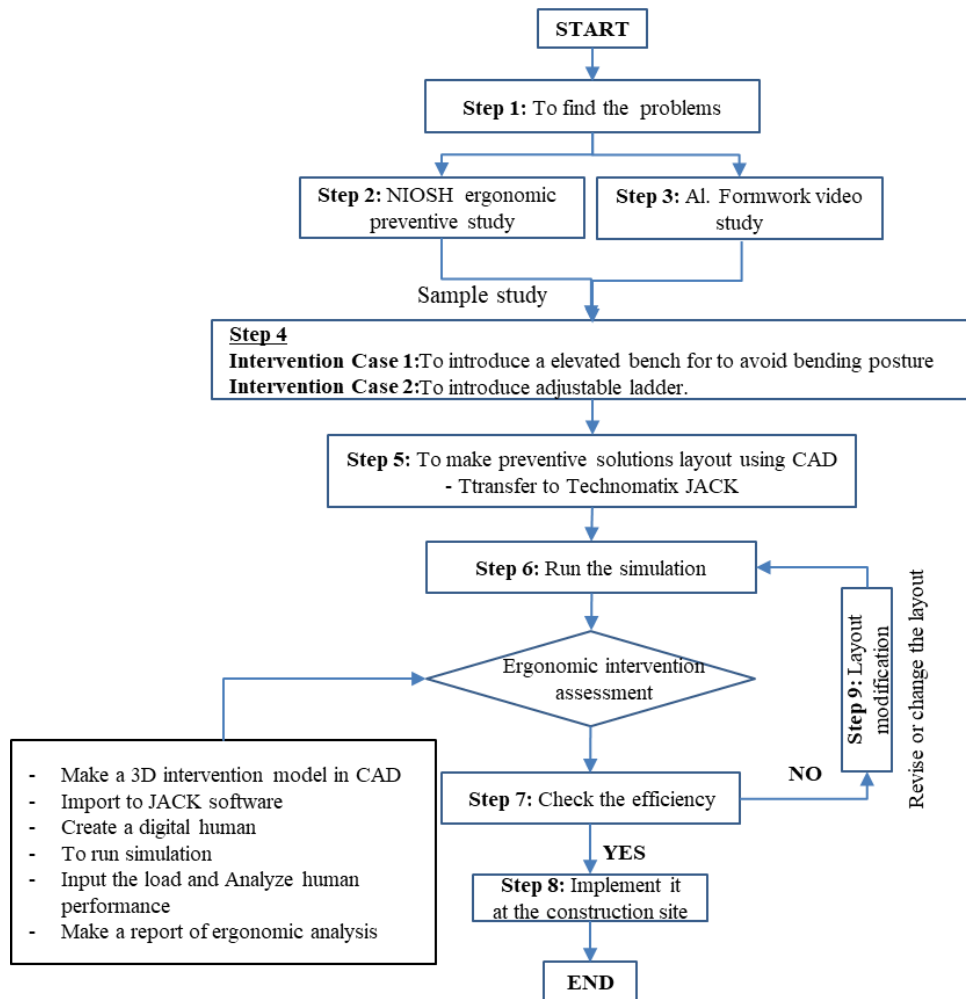 START
Step 1: To find the problems
Step 2: NIOSH ergonomic
preventive study
Step 3: Al. Formwork video
study
Sample study
Step 4
Intervention Case 1:To introduce a elevated bench for to avoid bending posture
Intervention Case 2:To introduce adjustable ladder.
Step 5: To make preventive solutions layout using CAD
- Ttransfer to Technomatix JACK
Step 6: Run the simulation
Ergonomic intervention
assessment
Step 9: Layout
modification
Revise or change the layout
- Make a 3D intervention model in CAD
- Import to JACK software
- Create a digital human
- To run simulation
- Input the load and Analyze human
performance
- Make a report of ergonomic analysis
Step 7: Check the efficiency
NO
YES
Step 8: Implement it
at the construction site
END